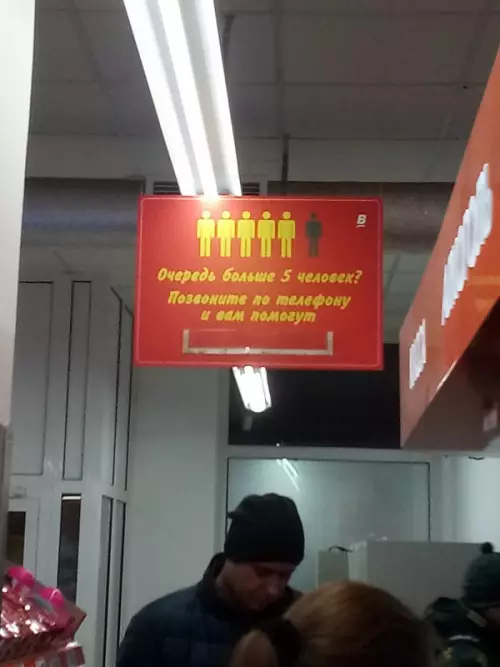 В
Очередь больше 5 человек?
Позвоните по телефону
и вам помогут